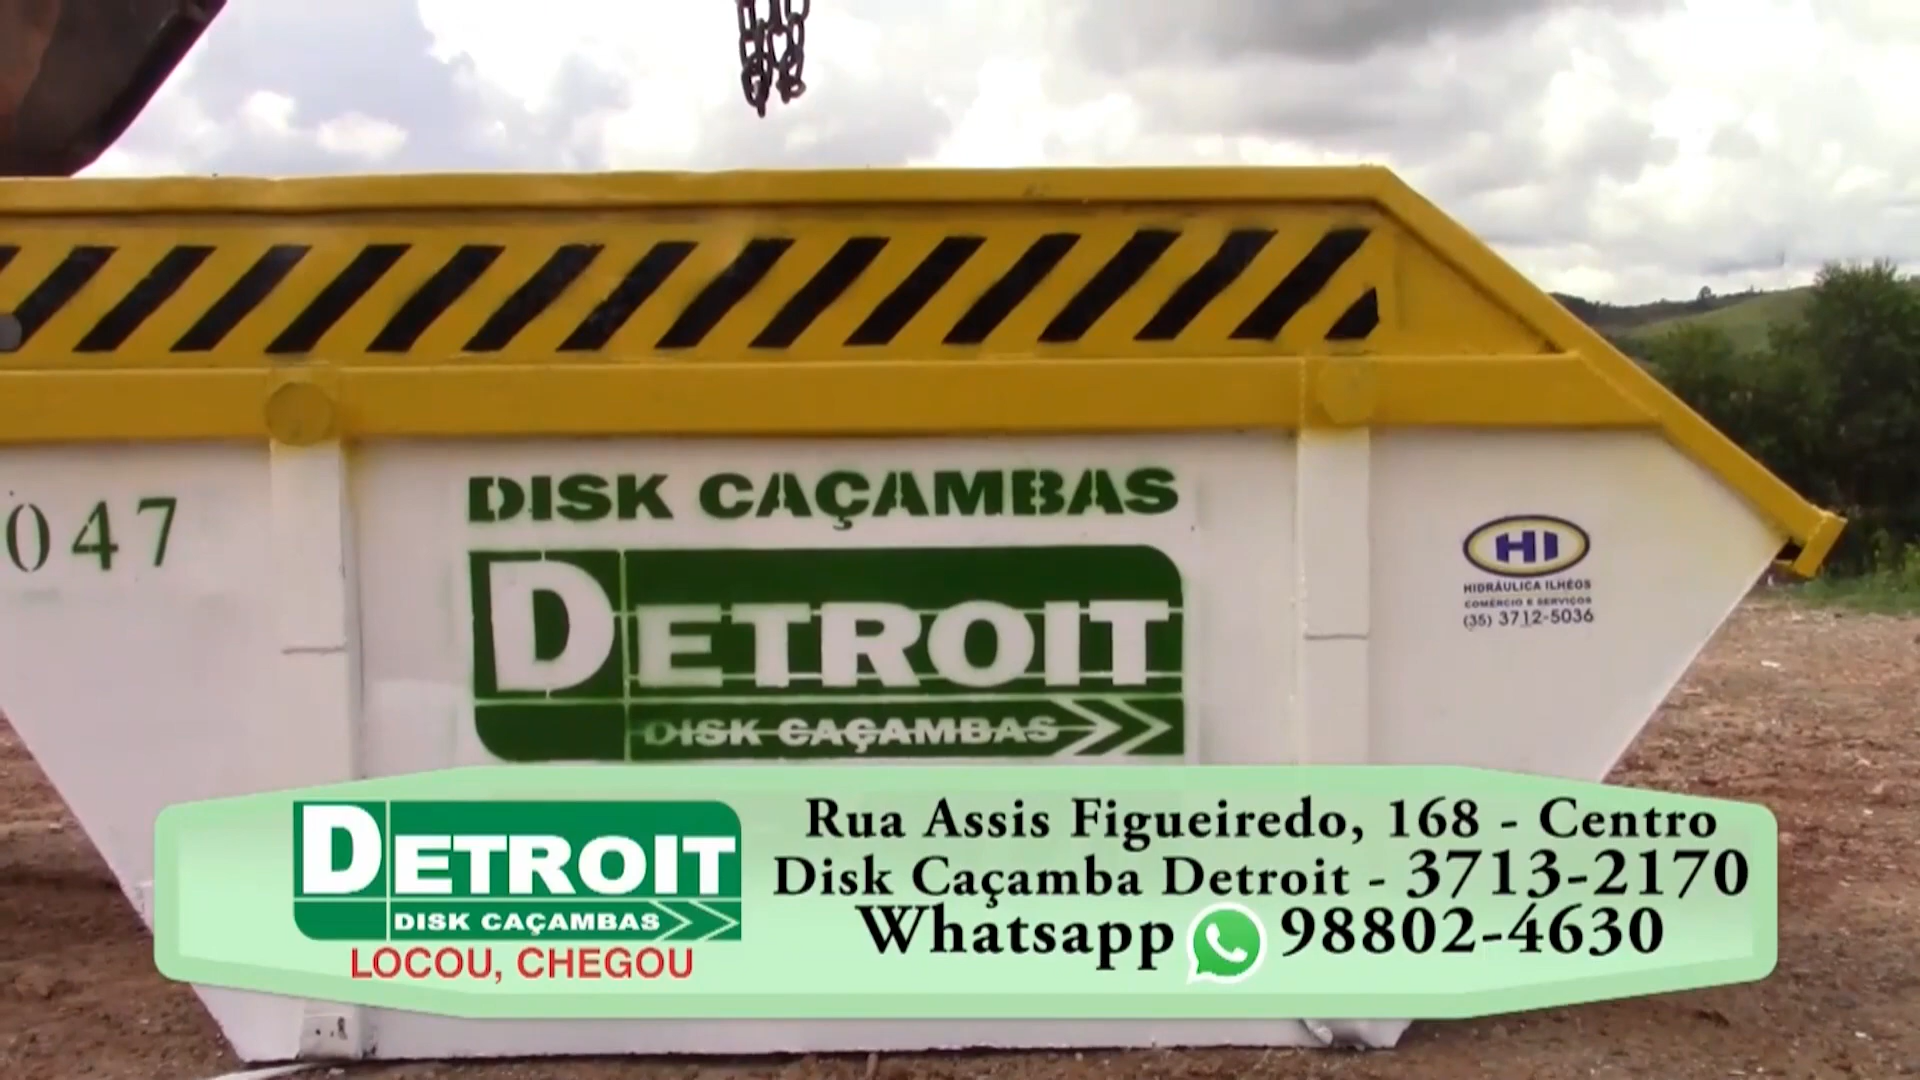 047
DISK CAÇAMBAS
DETROIT
DISK CAÇAMBAS
HI
HIDRÁULICA ILHÉOS
COMÉRCIO E SERVIÇOS
(35) 3712-5036
DETROIT
DISK CAÇAMBAS
LOCOU, CHEGOU
Rua Assis Figueiredo, 168 - Centro
Disk Caçamba Detroit - 3713-2170
Whatsapp 98802-4630